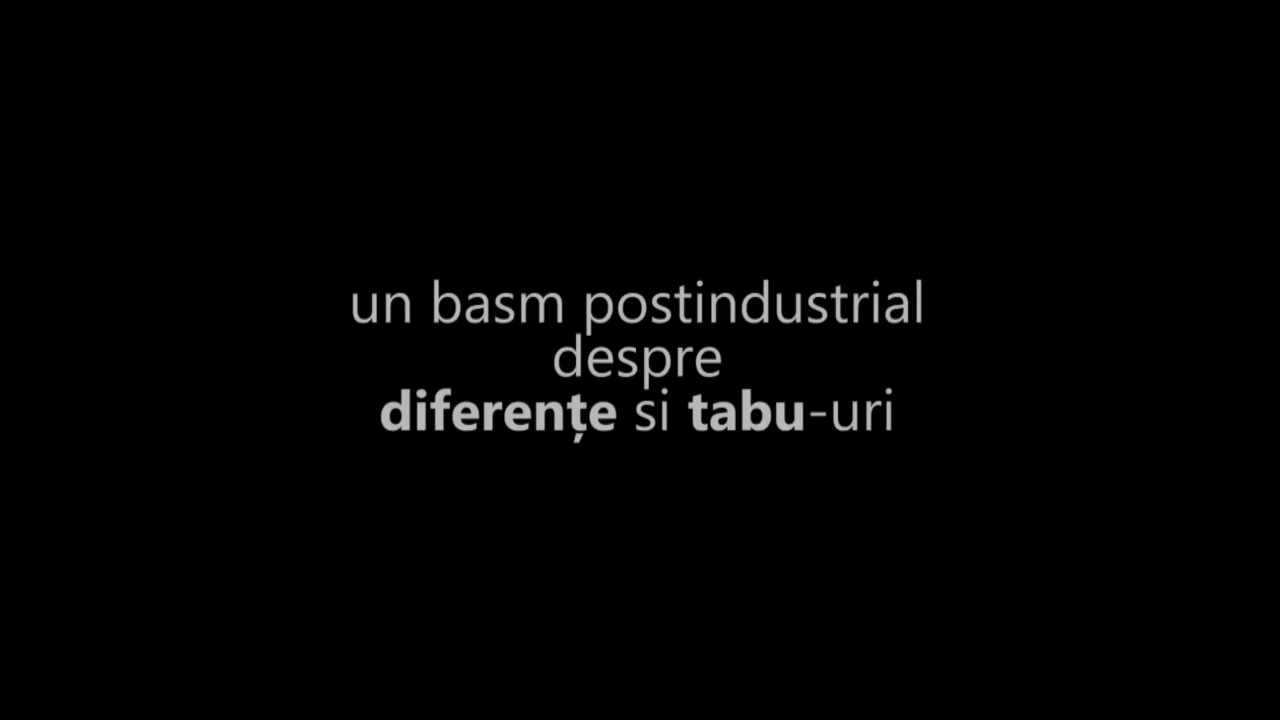 un basm postindustrial
despre
diferențe si tabu-uri